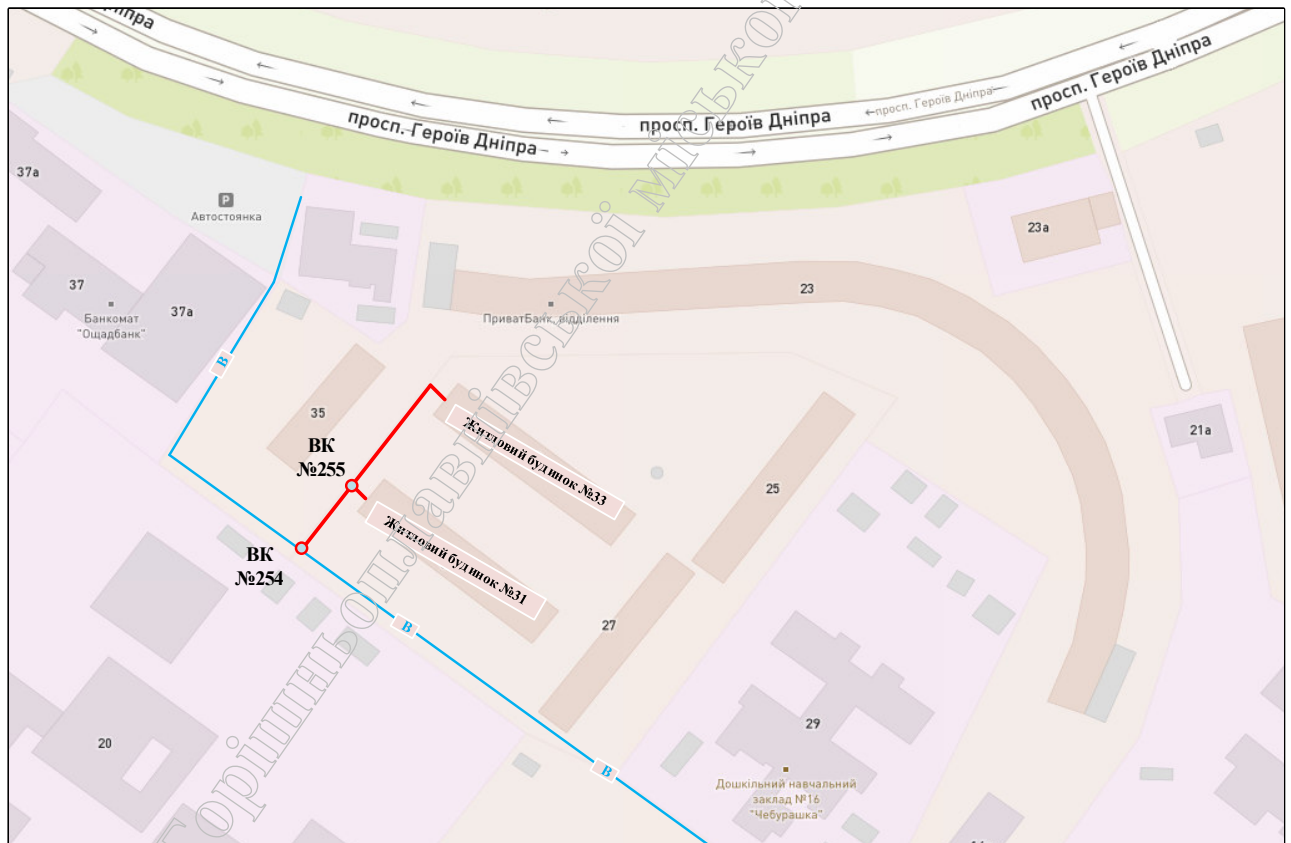 ніпра
просп. Героїв Дніпра
просп. Героїв Дніпра
просп. Героїв Дніпра
просп. Героїв Дніпра
37а
Автостоянка
P
23а
37
37а
Банкомат
"Ощадбанк"
23
ПриватБанк, відділення
35
ВК
№255
Житловий будинок №33
21а
25
В
Житловий будинок №31
ВК
№254
27
В
20
29
В
Дошкільний навчальний
заклад №16
"Чебурашка"
Горішньоплавнівської міської